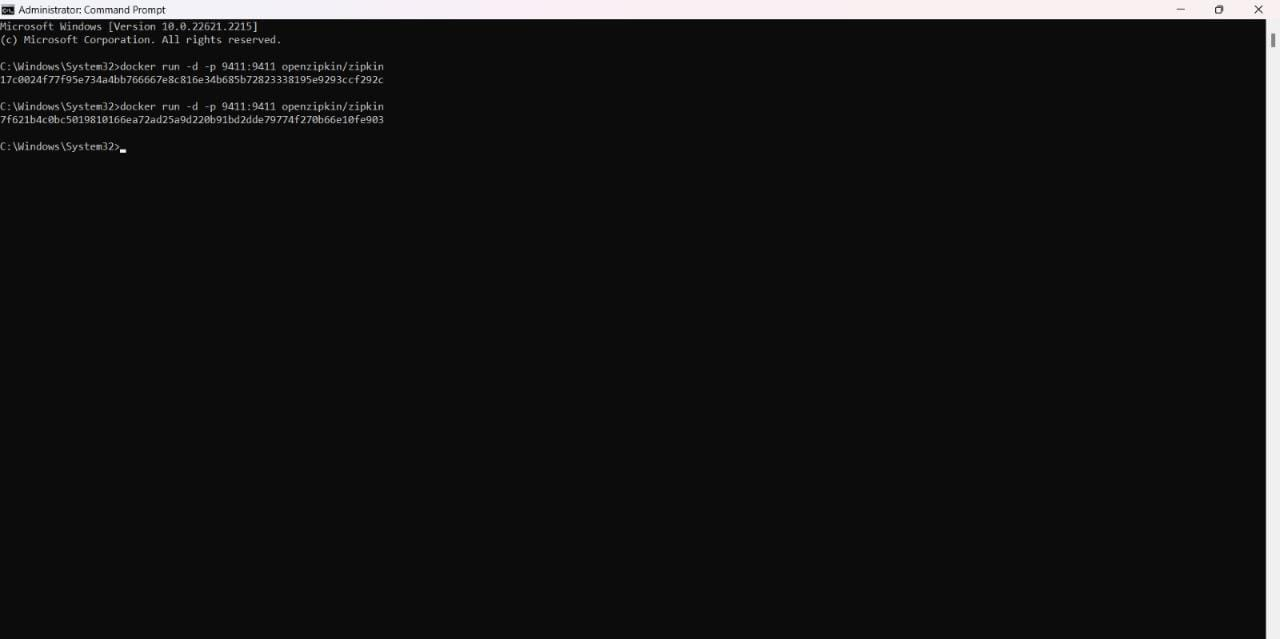 Administrator: Command Prompt
Microsoft Windows [Version 10.0.22621.2215]
(c) Microsoft Corporation. All rights reserved.
C:\Windows\System32>docker run -d -p 9411:9411 openzipkin/zipkin
17c0024f77f95e734a4bb766667e8c816e34b685b72823338195e9293ccf292c
C:\Windows\System32>docker run -d -p 9411:9411 openzipkin/zipkin
7f621b4c0bc5019810166ea72ad25a9d220b91bd2dde79774f270b66e10fe903
C:\Windows\System32>